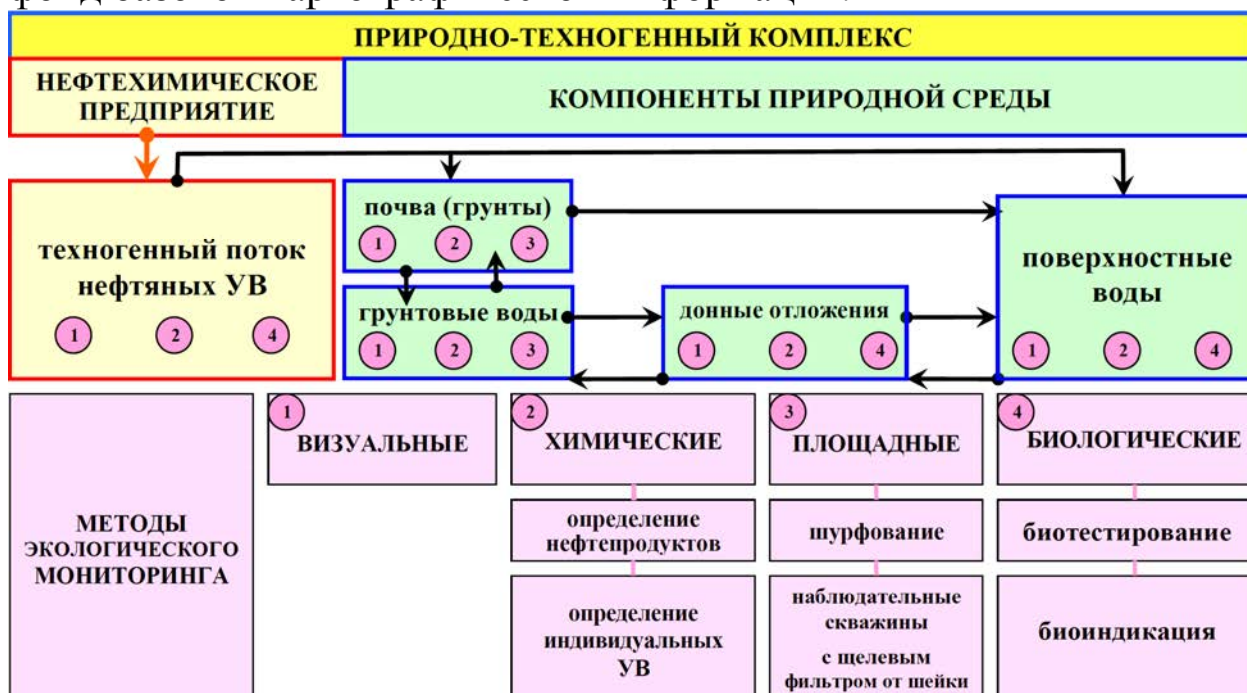 ПРИРОДНО-ТЕХНОГЕННЫЙ КОМПЛЕКС
НЕФТЕХИМИЧЕСКОЕ
ПРЕДПРИЯТИЕ
КОМПОНЕНТЫ ПРИРОДНОЙ СРЕДЫ
техногенный поток
нефтяных УВ
1 2 4
почва (грунты)
1 2 3
грунтовые воды
1 2 3
донные отложения
1 2 4
поверхностные
воды
1 2 4
МЕТОДЫ
ЭКОЛОГИЧЕСКОГО
МОНИТОРИНГА
1
ВИЗУАЛЬНЫЕ
2
ХИМИЧЕСКИЕ
определение
нефтепродуктов
определение
индивидуальных
УВ
3
ПЛОЩАДНЫЕ
шурфование
наблюдательные
скважины
с щелевым
фильтром от шейки
4
БИОЛОГИЧЕСКИЕ
биотестирование
биоиндикация